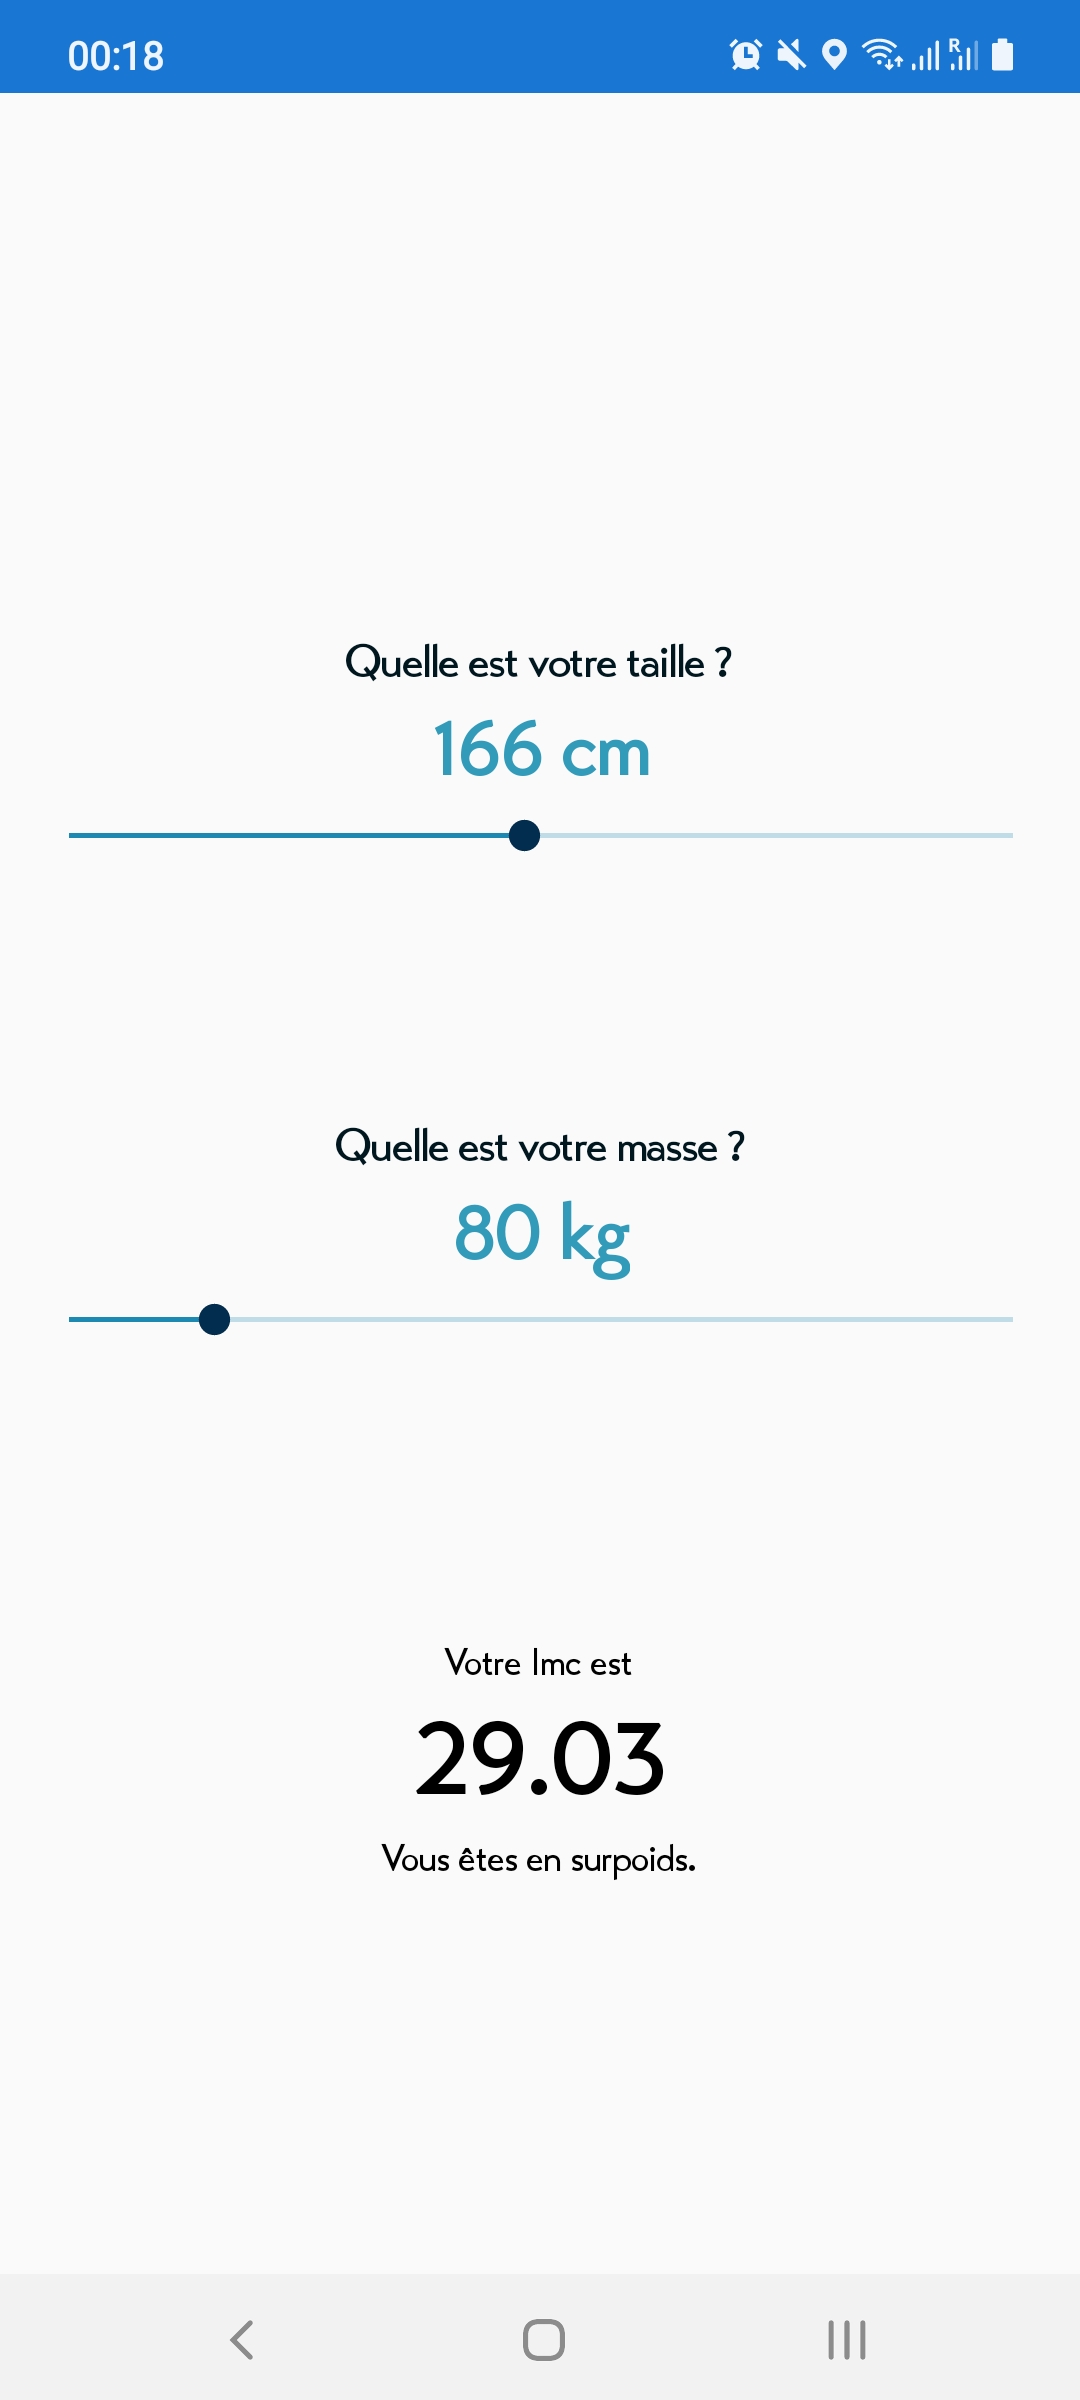 00:18
R
Quelle est votre taille ?
166 cm
Quelle est votre masse ?
80 kg
Votre Imc est
29.03
Vous êtes en surpoids.